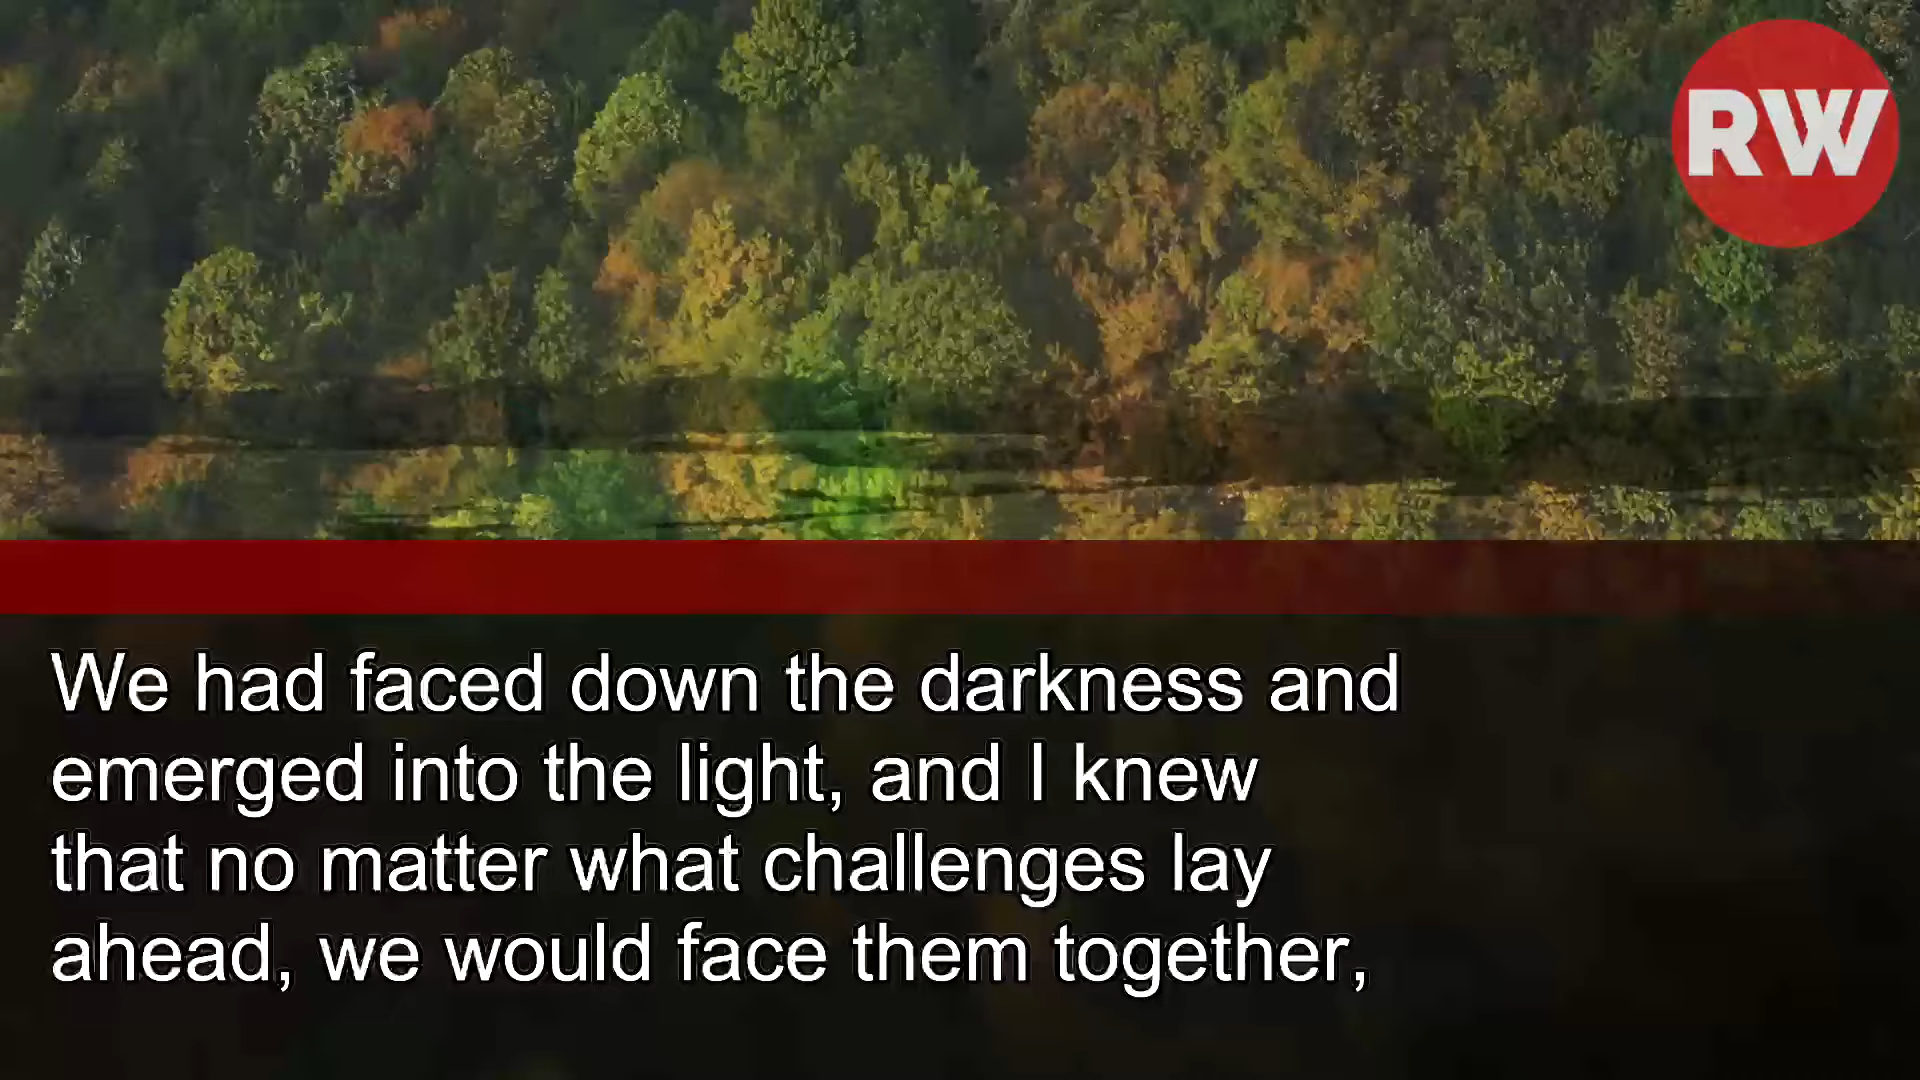 RW
We had faced down the darkness and
emerged into the light, and I knew
that no matter what challenges lay
ahead, we would face them together,